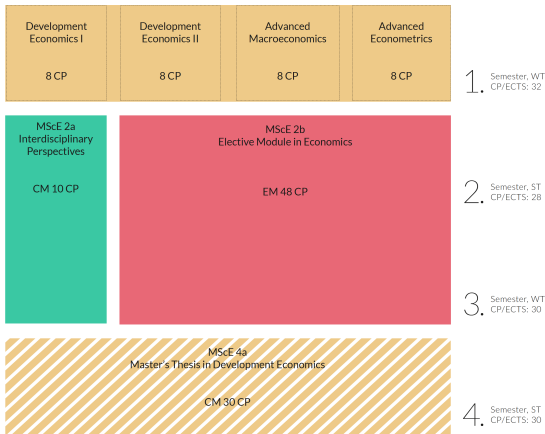 Development
Economics I
8 CP
Development
Economics II
8 CP
Advanced
Macroeconomics
8 CP
Advanced
Econometrics
8 CP
1.
Semester, WT
CP/ECTS: 32
MScE 2a
Interdisciplinary
Perspectives
CM 10 CP
MScE 2b
Elective Module in Economics
EM 48 CP
2.
Semester, ST
CP/ECTS: 28
3.
Semester, WT
CP/ECTS: 30
MScE 4a
Master's Thesis in Development Economics
CM 30 CP
4.
Semester, ST
CP/ECTS: 30